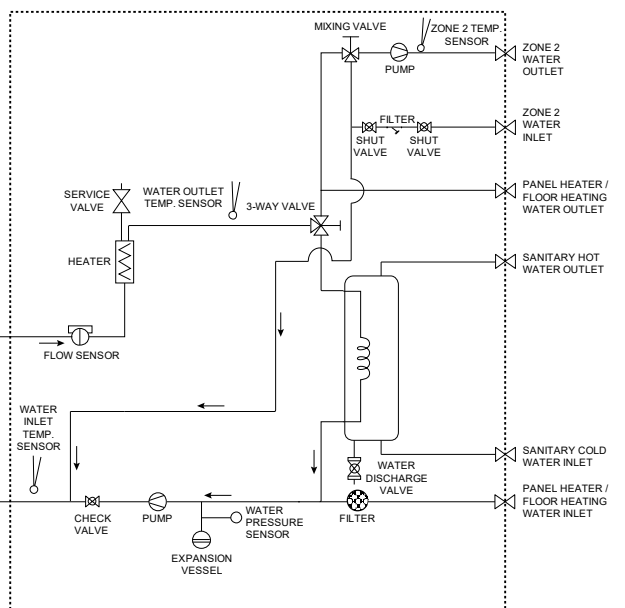 MIXING VALVE
ZONE 2 TEMP.
SENSOR
PUMP
ZONE 2
WATER
OUTLET
FILTER
SHUT
VALVE
SHUT
VALVE
ZONE 2
WATER
INLET
SERVICE
VALVE
WATER OUTLET
TEMP. SENSOR
3-WAY VALVE
PANEL HEATER /
FLOOR HEATING
WATER OUTLET
HEATER
SANITARY HOT
WATER OUTLET
FLOW SENSOR
WATER
INLET
TEMP.
SENSOR
WATER
DISCHARGE
VALVE
SANITARY COLD
WATER INLET
CHECK
VALVE
PUMP
WATER
PRESSURE
SENSOR
EXPANSION
VESSEL
FILTER
PANEL HEATER /
FLOOR HEATING
WATER INLET